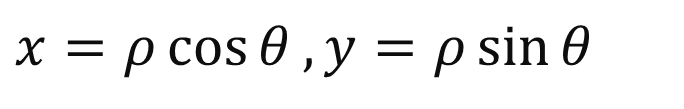 x = ρ cos θ , y = ρ sin θ